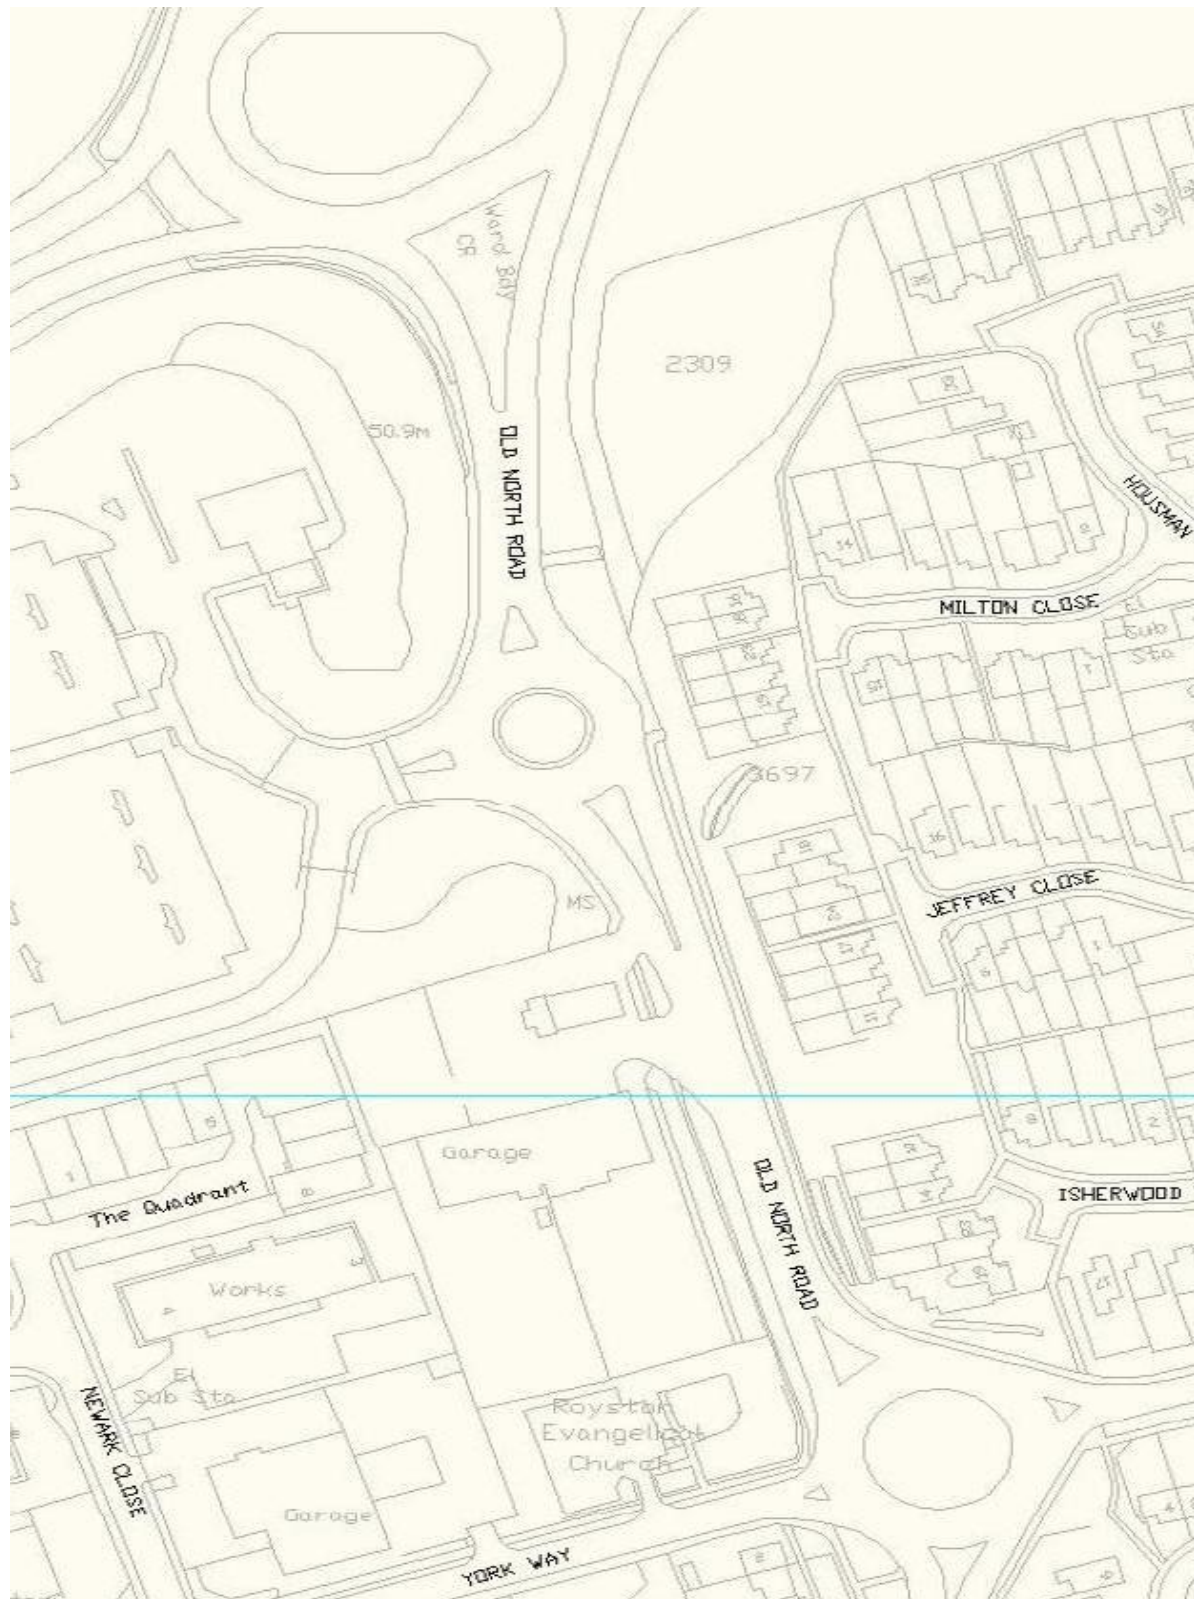 Ward Bdy
CR
2309
50.9m
OLD NORTH ROAD
HOUSMAN
MILTON CLOSE
El
Sub
Sta
3697
JEFFREY CLOSE
MS
OLD NORTH ROAD
ISHERWOOD
Garage
The Quadrant
Works
El
Sub Sta
NEWARK CLOSE
Royston
Evangelical
Church
Garage
YORK WAY